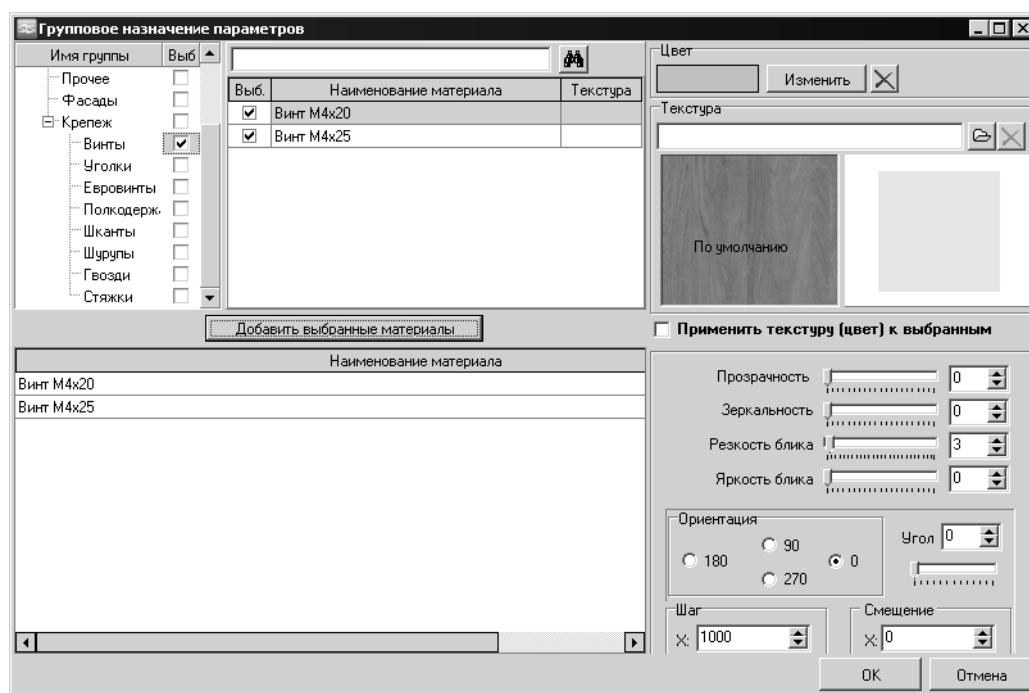 Групповое назначение параметров
Имя группы Выб
Прочее
Фасады
Крепеж
Винты
Уголки
Евровинты
Полкодерж
Шканты
Шурупы
Гвозди
Стяжки
Выб. Наименование материала Текстура
Винт М4х20
Винт М4х25
Добавить выбранные материалы
Наименование материала
Винт М4х20
Винт М4х25
Цвет
Изменить
Текстура
По умолчанию
Применить текстуру (цвет) к выбранным
Прозрачность 0
Зеркальность 0
Резкость блика 3
Яркость блика 0
Ориентация
90
180 0
270
Угол 0
Шаг
X: 1000
Смещение
X: 0
OK Отмена